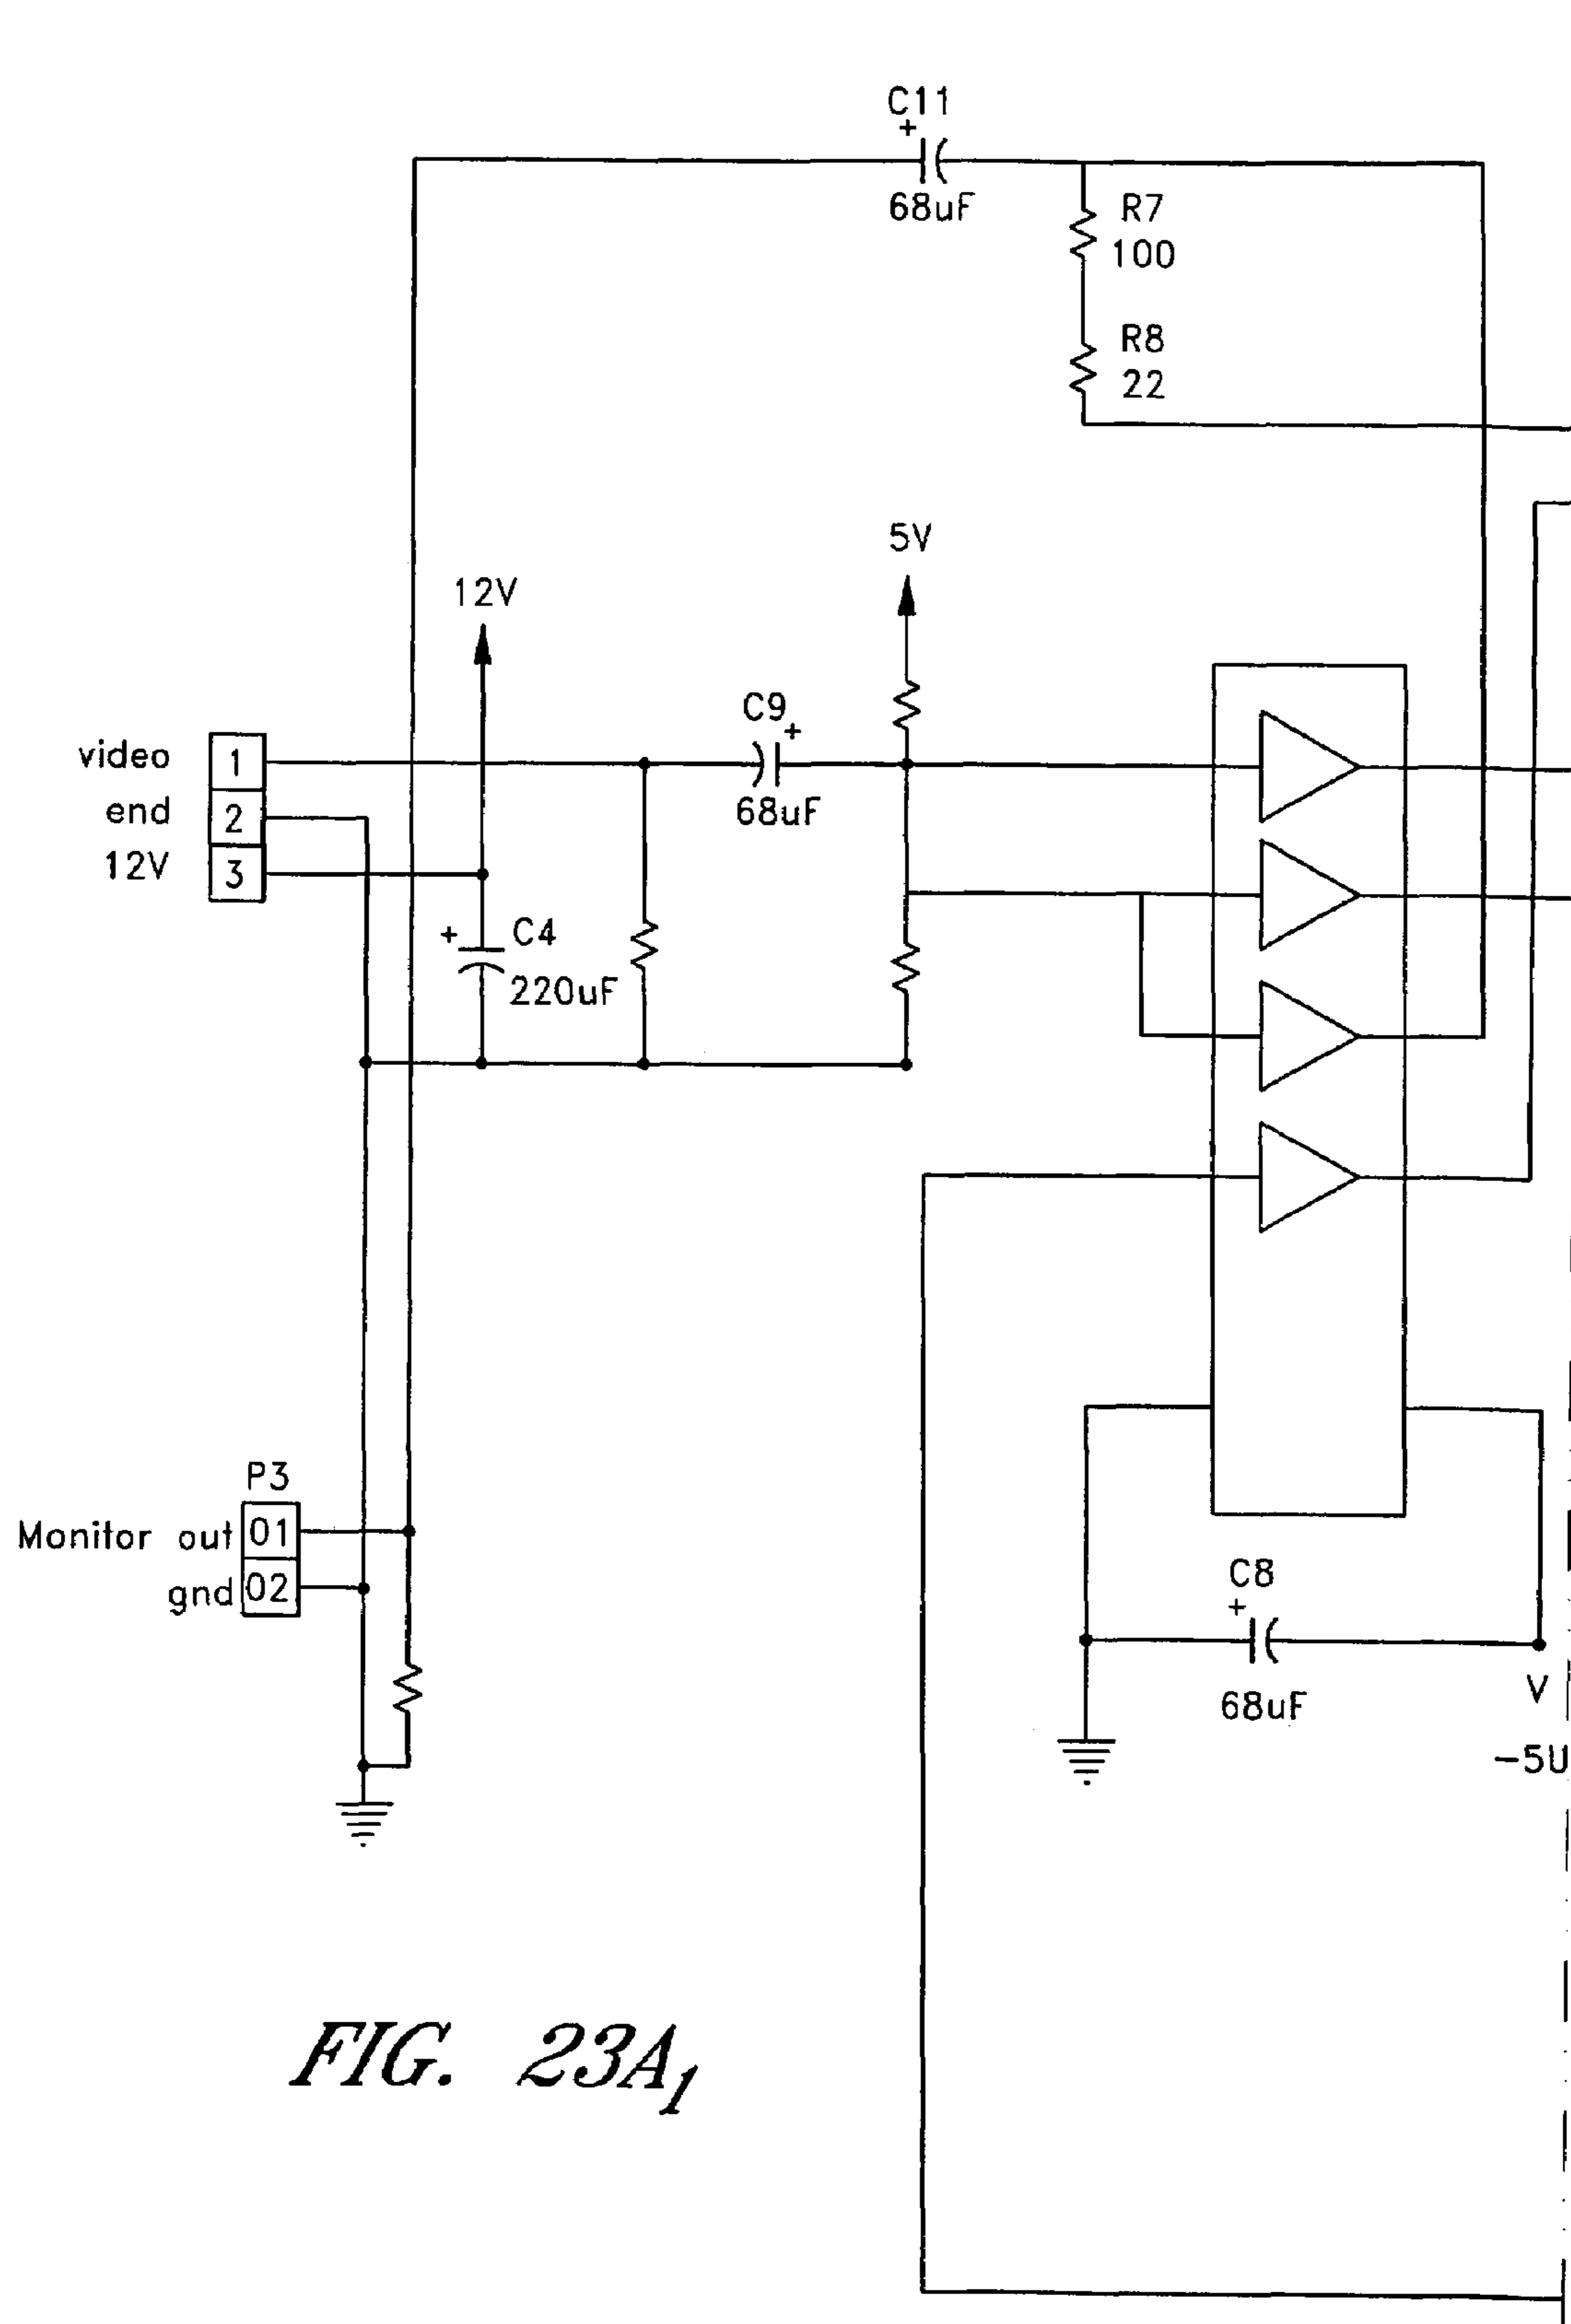 C11
+
68uF
R7
100
R8
22
5V
12V
C9
+
68uF
video 1
end 2
12V 3
+ C4
220uF
P3
Monitor out 01
gnd 02
C8
+
68uF
V
-5U
FIG. 23A1